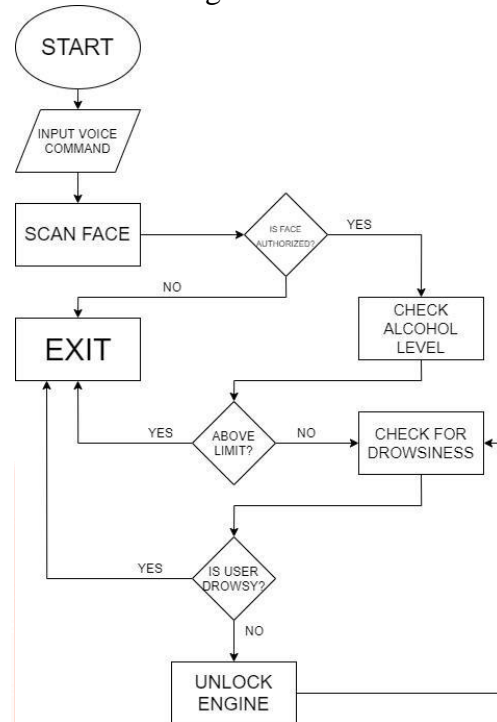 START
INPUT VOICE
COMMAND
SCAN FACE
IS FACE
AUTHORIZED?
YES
NO
EXIT
CHECK
ALCOHOL
LEVEL
YES
ABOVE
LIMIT?
NO
CHECK FOR
DROWSINESS
YES
IS USER
DROWSY?
NO
UNLOCK
ENGINE